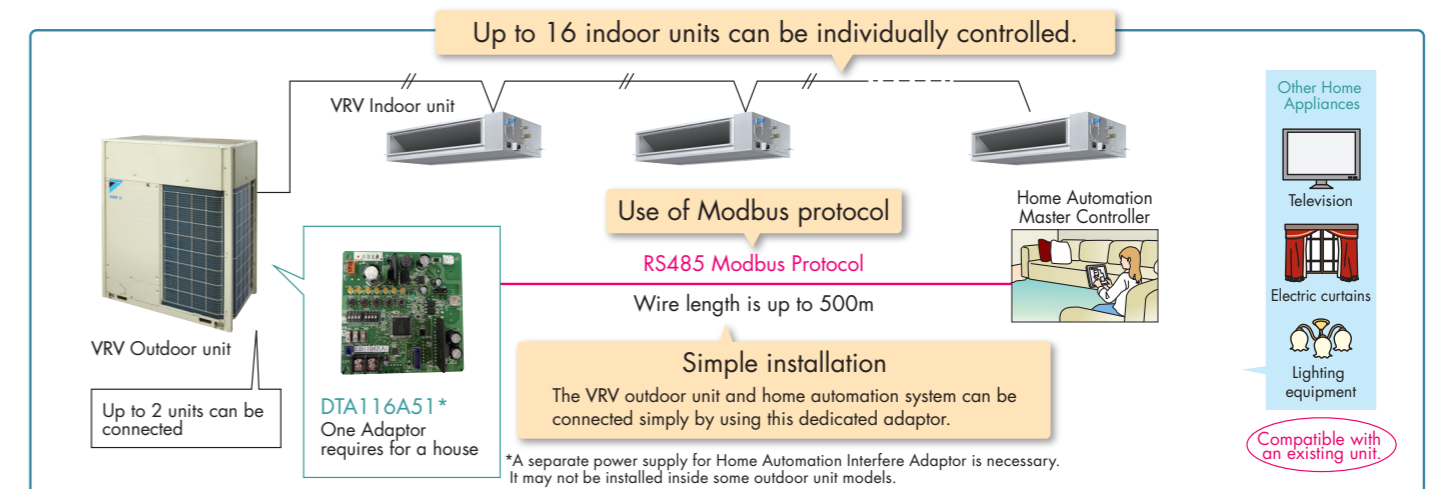 Up to 16 indoor units can be individually controlled.
VRV Indoor unit
Other Home
Appliances
Television
Electric curtains
Lighting
equipment
Compatible with
an existing unit.
Use of Modbus protocol
RS485 Modbus Protocol
Wire length is up to 500m
Home Automation
Master Controller
VRV Outdoor unit
Up to 2 units can be
connected
DTA116A51*
One Adaptor
requires for a house
Simple installation
The VRV outdoor unit and home automation system can be
connected simply by using this dedicated adaptor.
*A separate power supply for Home Automation Interfere Adaptor is necessary.
It may not be installed inside some outdoor unit models.